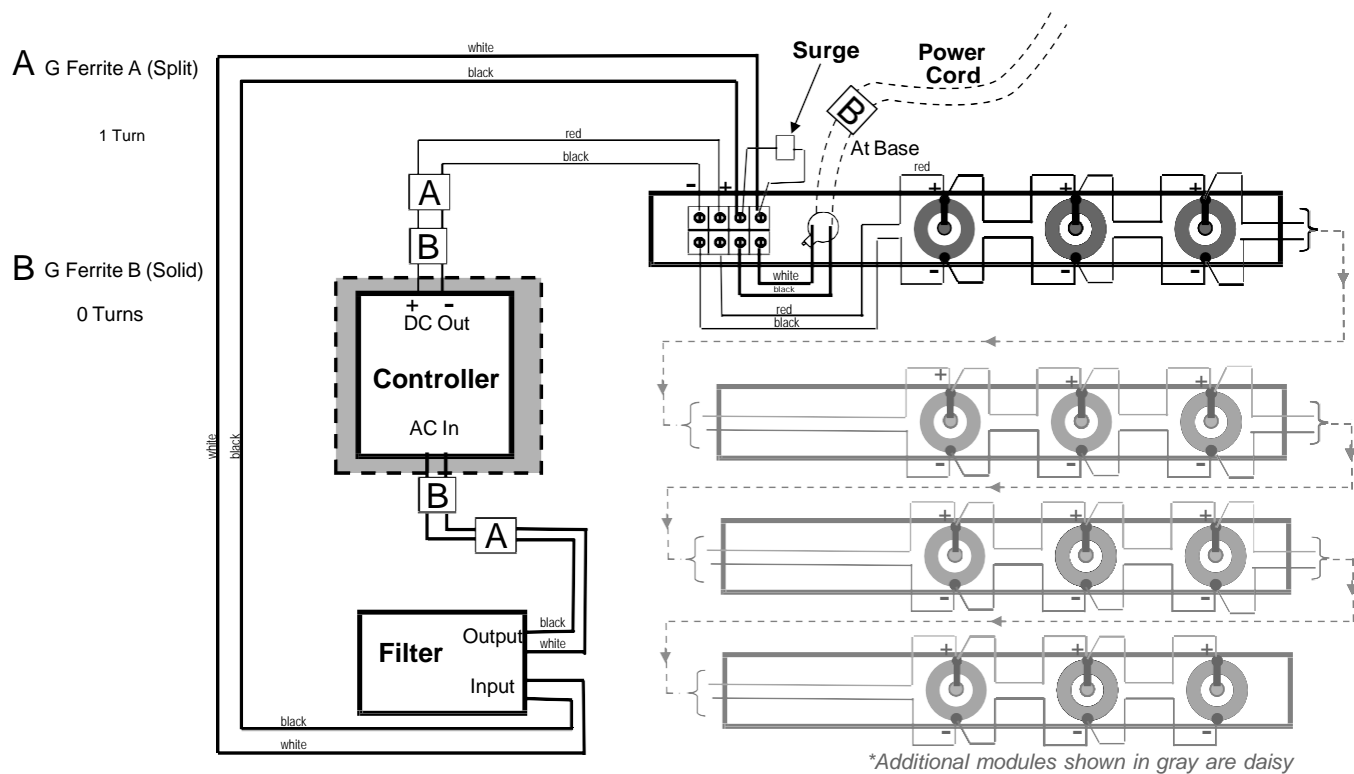 A G Ferrite A (Split)
1 Turn
B G Ferrite B (Solid)
0 Turns
white
black
red
black
Surge
Power
Cord
B
At Base
A
B
+ -
DC Out
Controller
AC In
B
A
white
black
Filter
Output
Input
black
white
black
white
- +
red
+ + +
- - -
white
black
red
black
+ + +
- - -
+ + +
- - -
+ + +
- - -
*Additional modules shown in gray are daisy